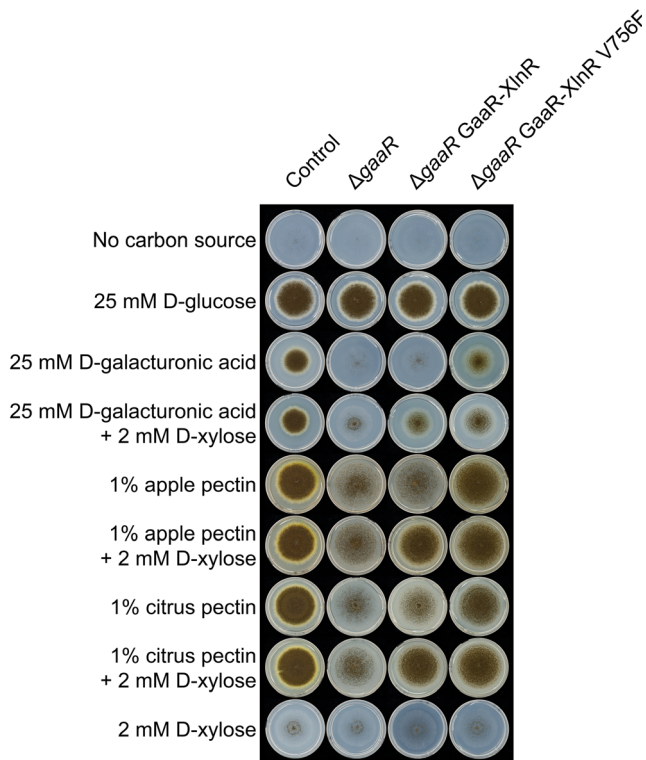 Control
ΔgaaR
ΔgaaR GaaR-XlnR
ΔgaaR GaaR-XlnR V756F
No carbon source
25 mM D-glucose
25 mM D-galacturonic acid
25 mM D-galacturonic acid
+ 2 mM D-xylose
1% apple pectin
1% apple pectin
+ 2 mM D-xylose
1% citrus pectin
1% citrus pectin
+ 2 mM D-xylose
2 mM D-xylose